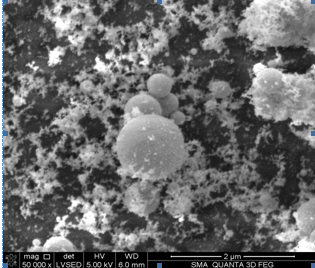 mag □ det HV WD 2 µm
50 000 x LVSED 5.00 kV 6.0 mm SMA QUANTA 3D FEG